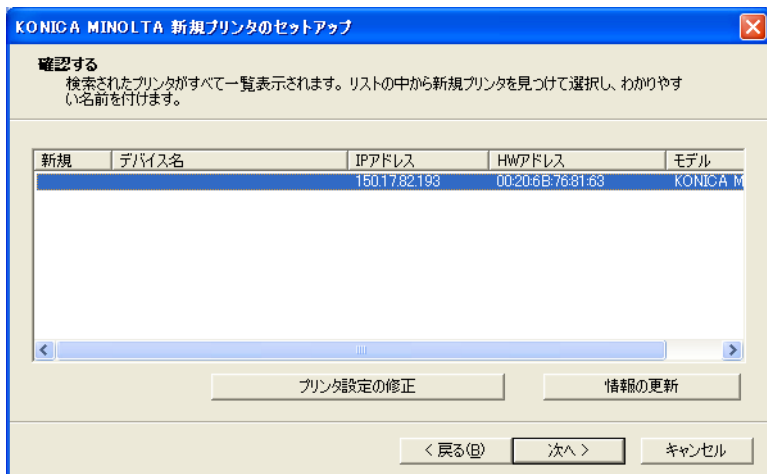 KONICA MINOLTA 新規プリンタのセットアップ
確認する
検索されたプリンタがすべて一覧表示されます。リストの中から新規プリンタを見つけて選択し、わかりやす
い名前を付けます。
新規 デバイス名 IPアドレス HWアドレス モデル
150.17.82.193 00:20:6B:76:81:63 KONICA M
プリンタ設定の修正 情報の更新
< 戻る(B) 次へ > キャンセル